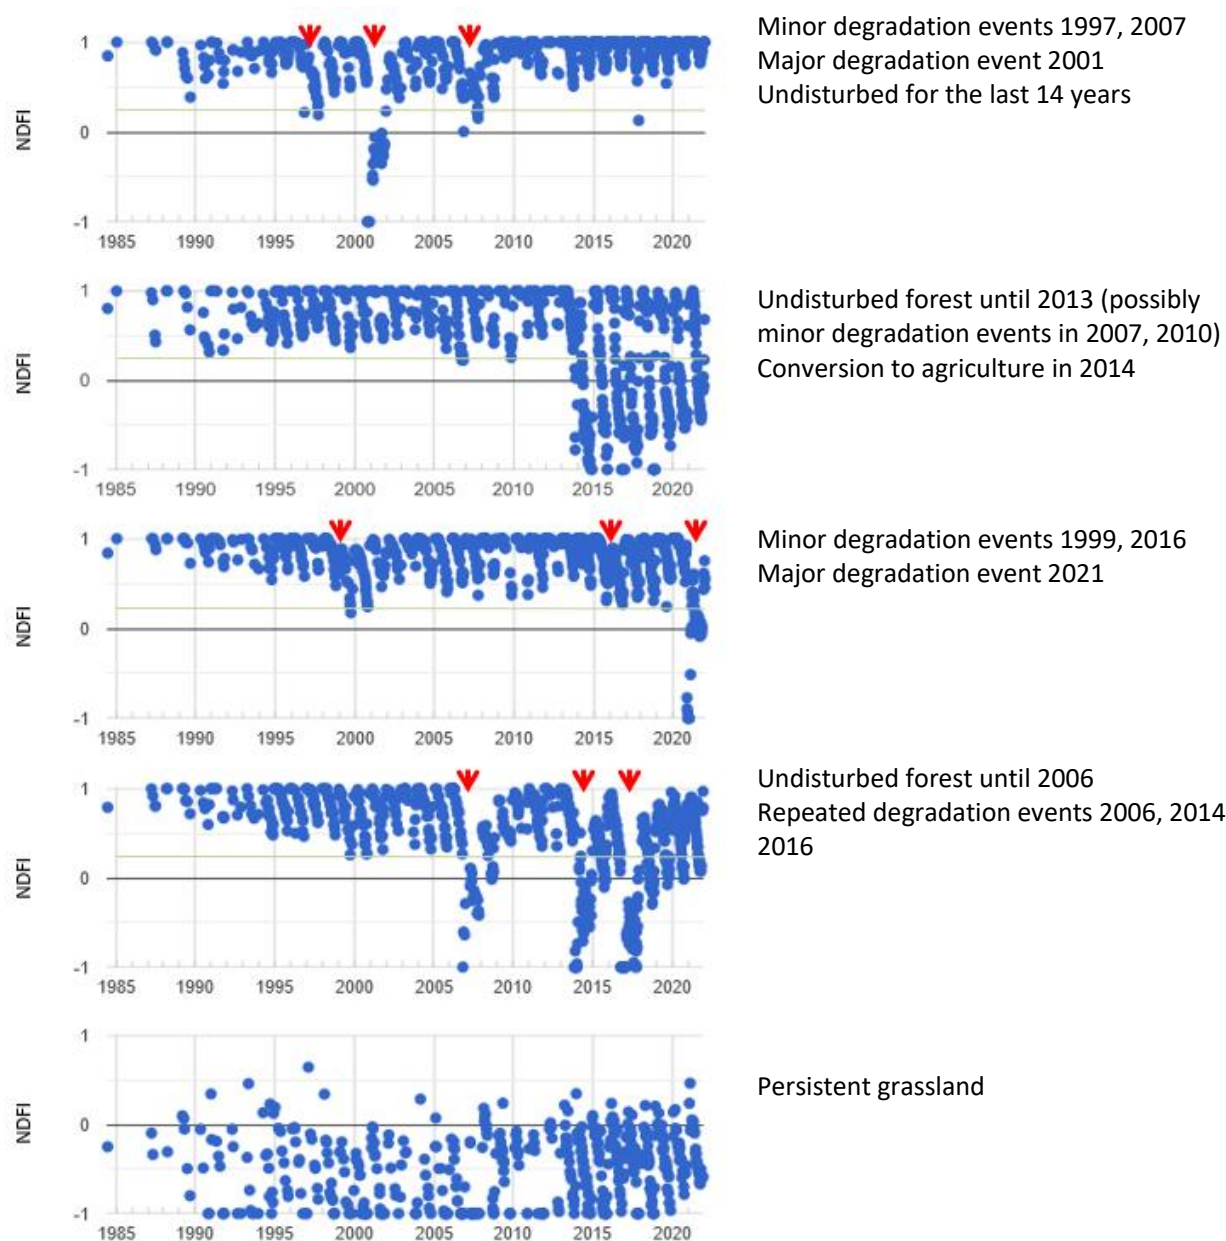 Minor degradation events 1997, 2007
Major degradation event 2001
Undisturbed for the last 14 years
1
0
-1
NDFI
1985 1990 1995 2000 2005 2010 2015 2020
Undisturbed forest until 2013 (possibly
minor degradation events in 2007, 2010)
Conversion to agriculture in 2014
1
0
-1
NDFI
1985 1990 1995 2000 2005 2010 2015 2020
Minor degradation events 1999, 2016
Major degradation event 2021
1
0
-1
NDFI
1985 1990 1995 2000 2005 2010 2015 2020
Undisturbed forest until 2006
Repeated degradation events 2006, 2014
2016
1
0
-1
NDFI
1985 1990 1995 2000 2005 2010 2015 2020
Persistent grassland
1
0
-1
NDFI
1985 1990 1995 2000 2005 2010 2015 2020